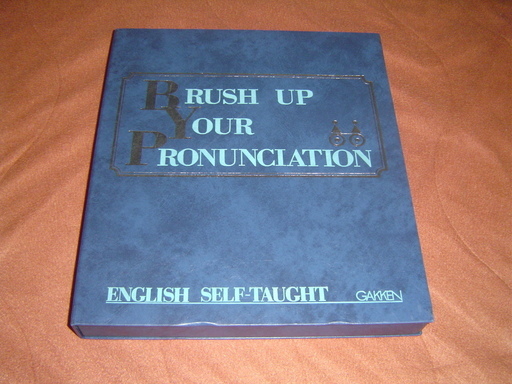 BRUSH UP
YOUR
PRONUNCIATION
ENGLISH SELF-TAUGHT GAKKEN